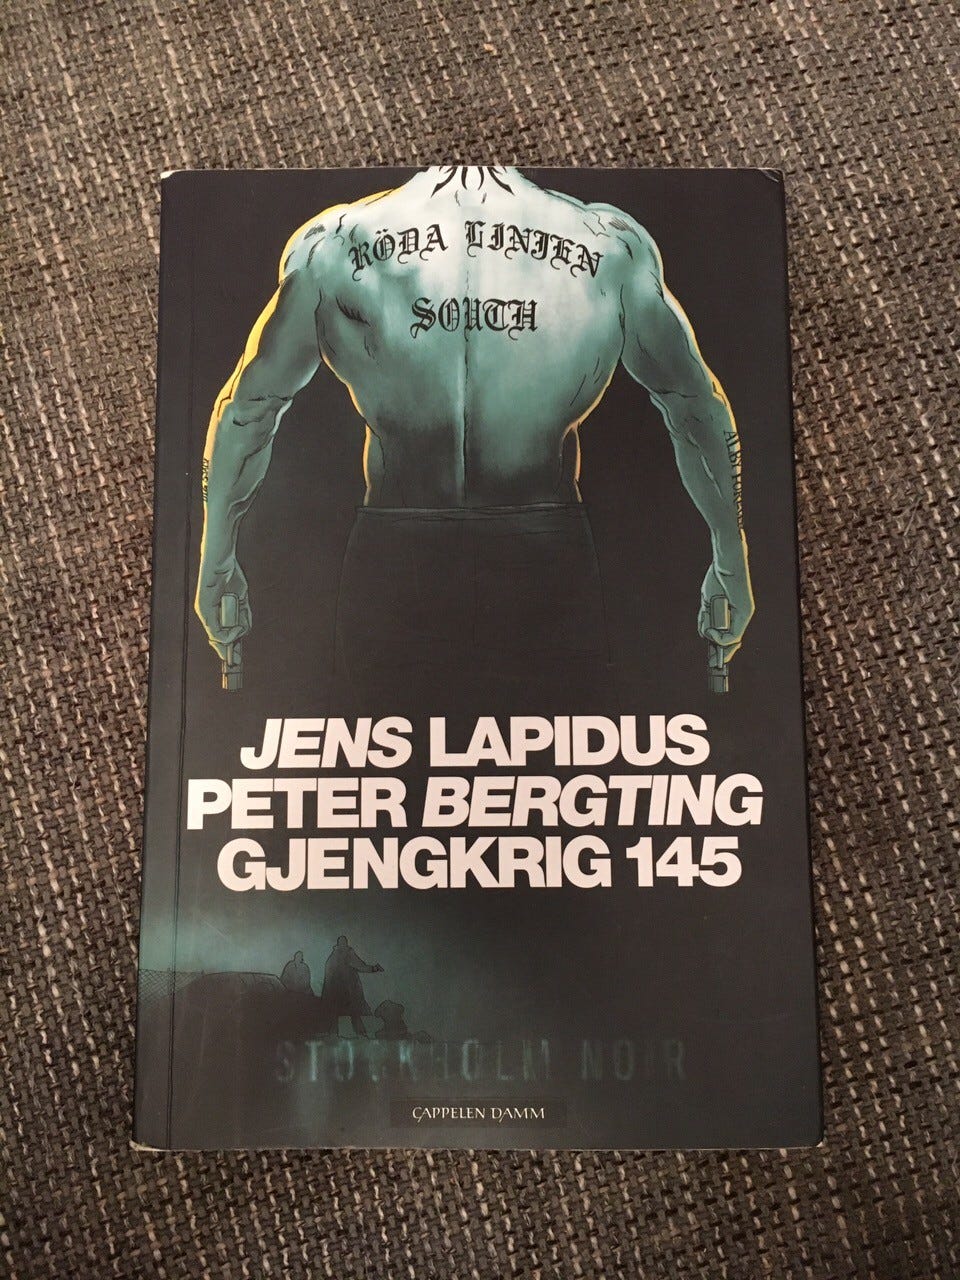 RÖDA LINJEN
SOUTH
JENS LAPIDUS
PETER BERGTING
GJENGKRIG 145
STOCKHOLM NOIR
CAPPELEN DAMM